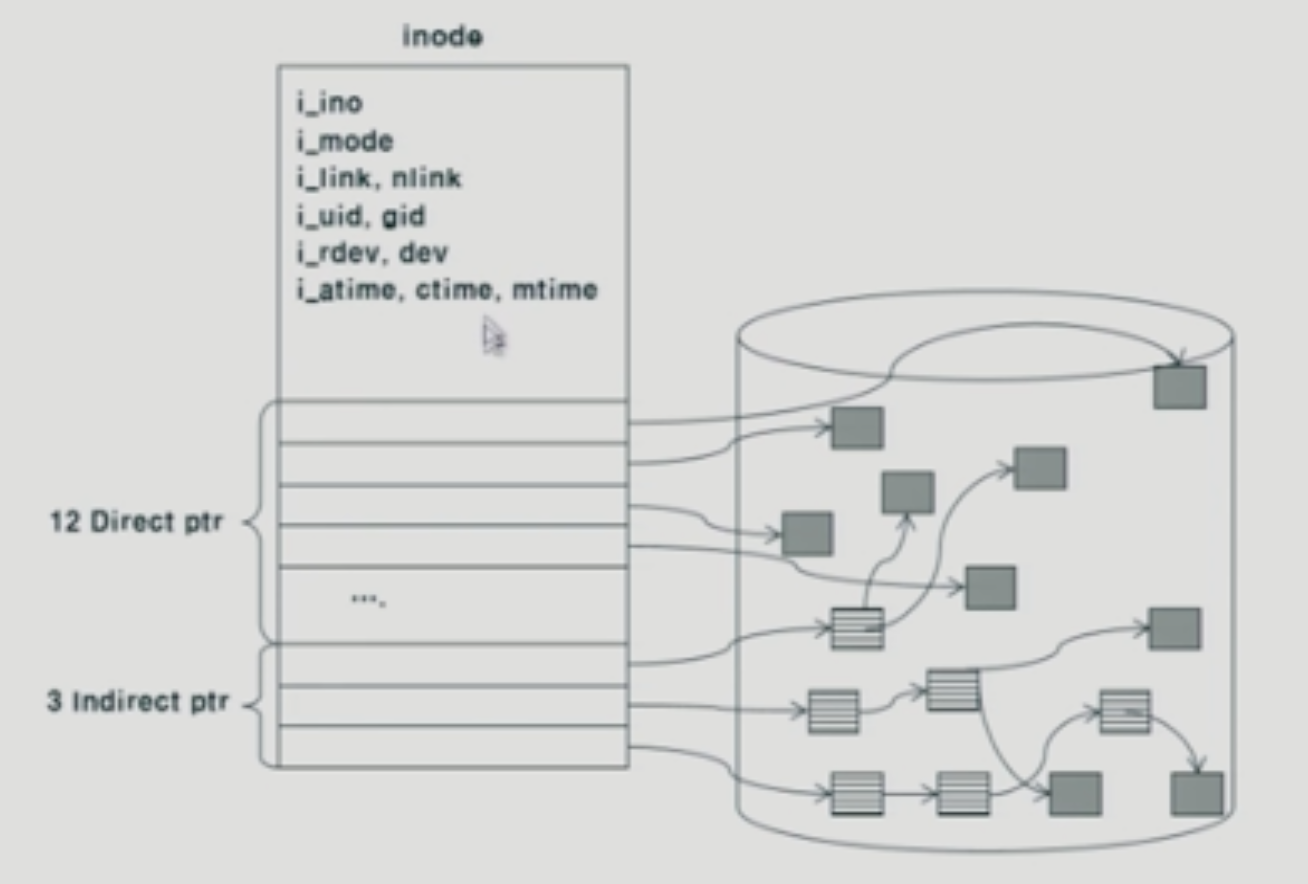 inode
i_ino
i_mode
i_link, nlink
i_uid, gid
i_rdev, dev
i_atime, ctime, mtime
12 Direct ptr
....
3 Indirect ptr